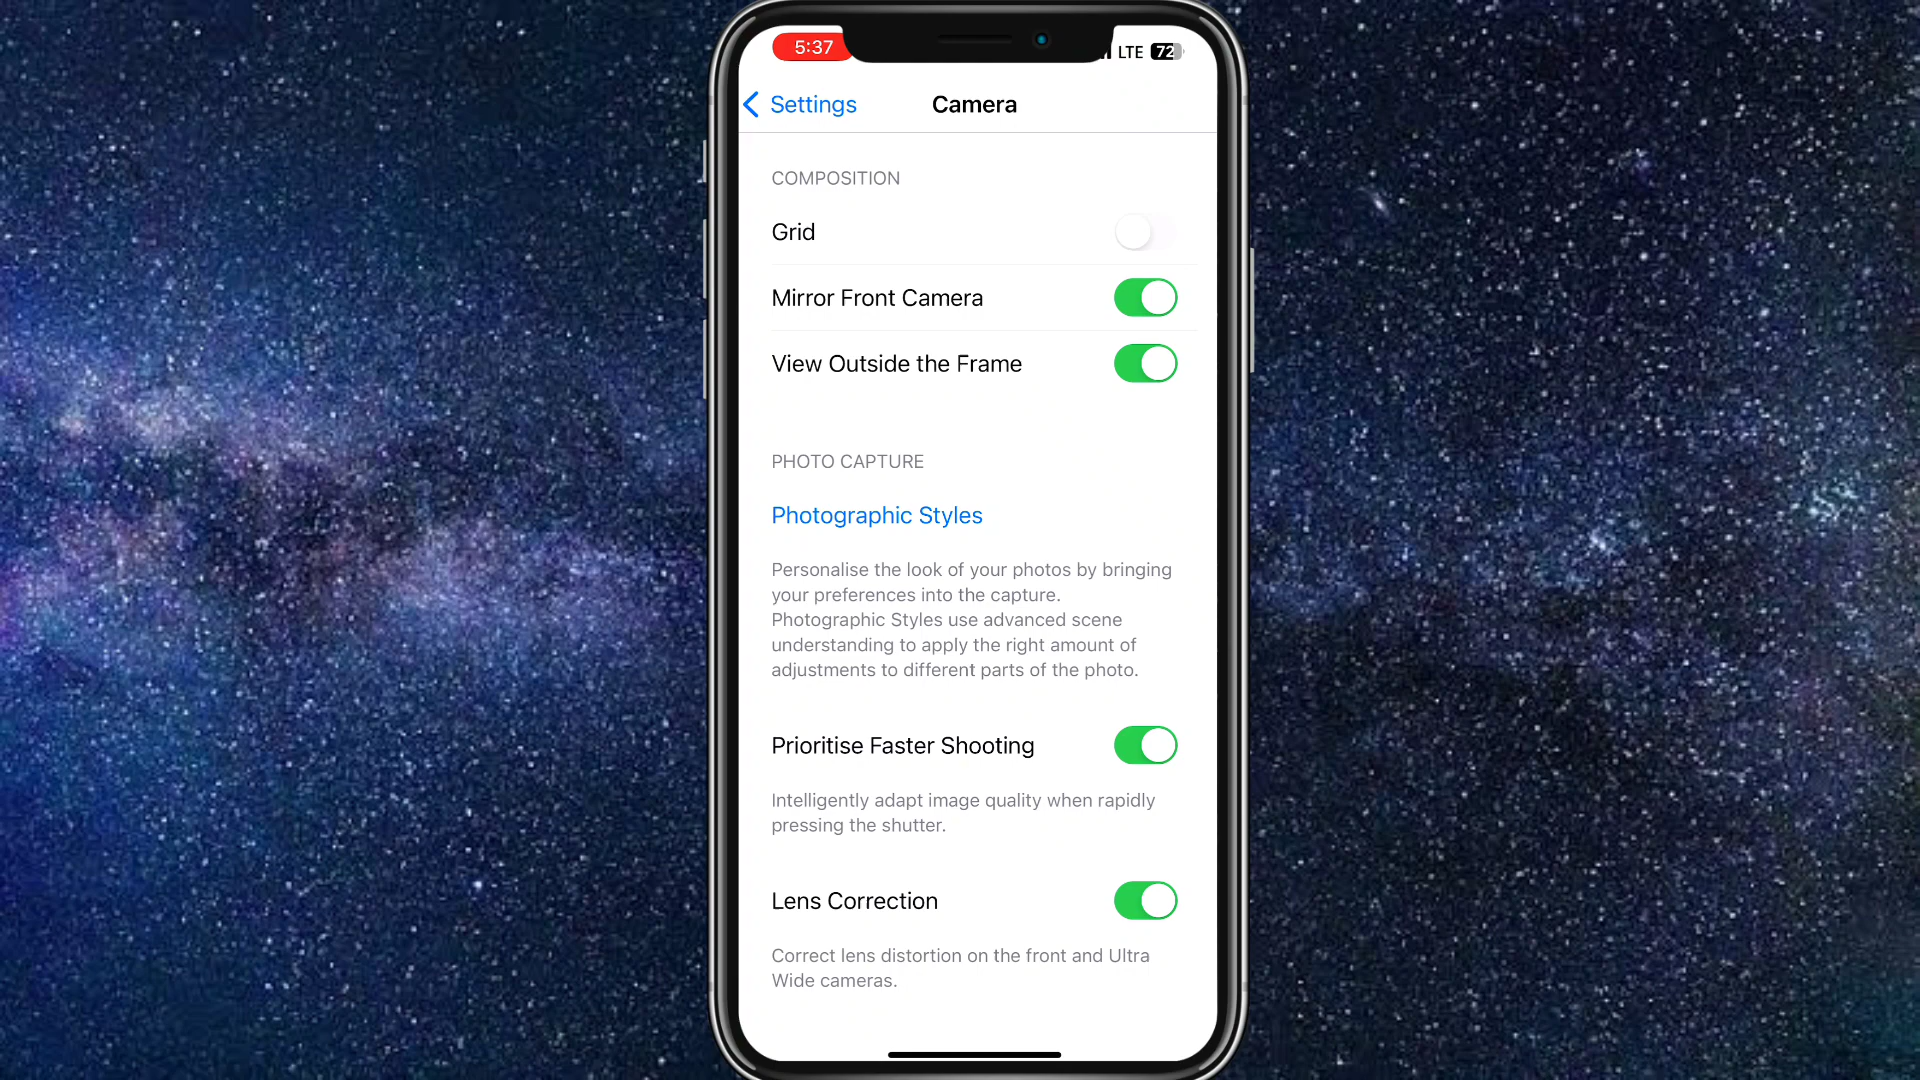 5:37
LTE 72
Settings
Camera
COMPOSITION
Grid
Mirror Front Camera
View Outside the Frame
PHOTO CAPTURE
Photographic Styles
Personalise the look of your photos by bringing
your preferences into the capture.
Photographic Styles use advanced scene
understanding to apply the right amount of
adjustments to different parts of the photo.
Prioritise Faster Shooting
Intelligently adapt image quality when rapidly
pressing the shutter.
Lens Correction
Correct lens distortion on the front and Ultra
Wide cameras.